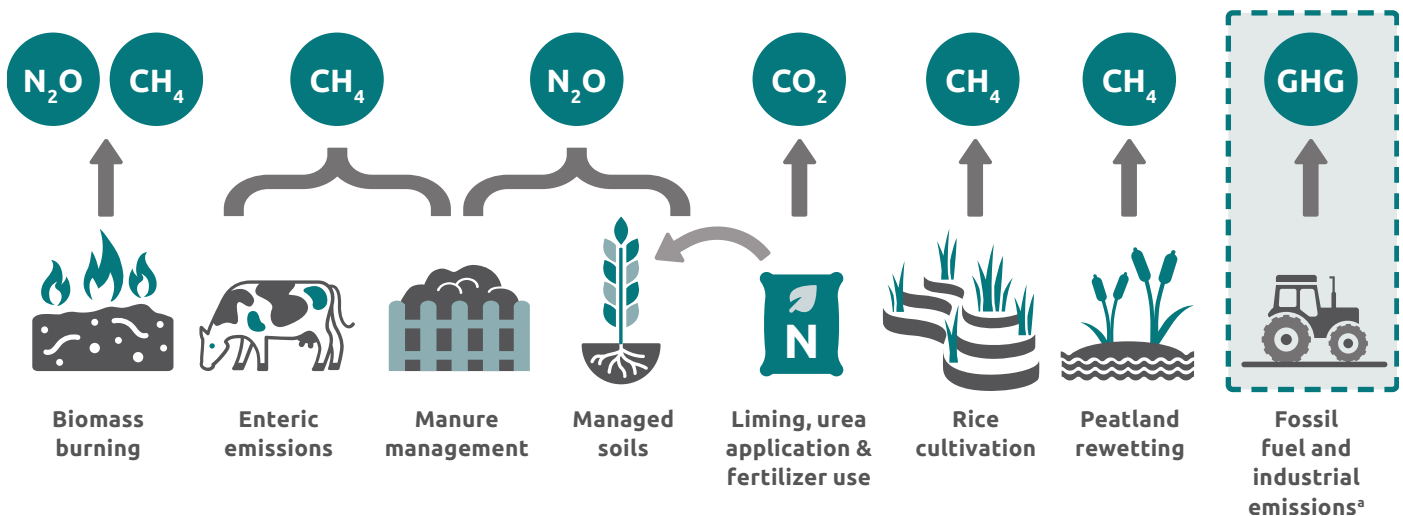 N₂O CH₄ CH₄ N₂O CO₂ CH₄ CH₄ GHG
N
Biomass
burning
Enteric
emissions
Manure
management
Managed
soils
Liming, urea
application &
fertilizer use
Rice
cultivation
Peatland
rewetting
Fossil
fuel and
industrial
emissionsᵃ